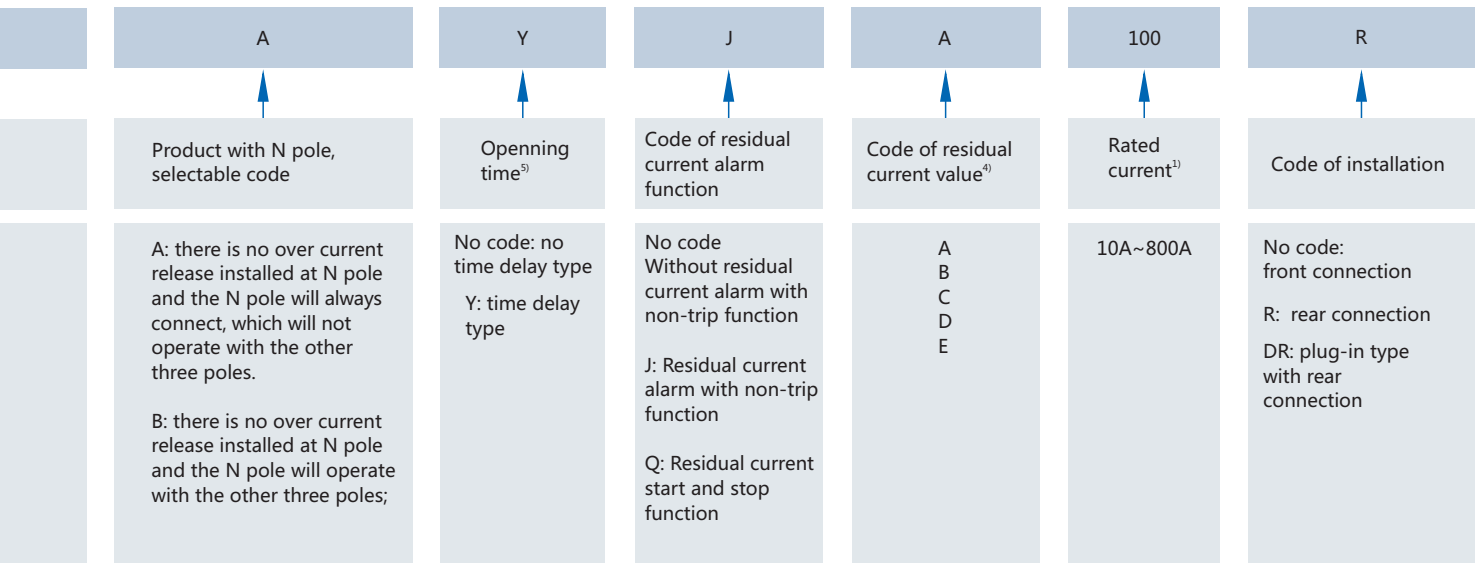 A
Y
J
A
100
R
Product with N pole,
selectable code
Openning
time5)
Code of residual
current alarm
function
Code of residual
current value4)
Rated
current1)
Code of installation
A: there is no over current
release installed at N pole
and the N pole will always
connect, which will not
operate with the other
three poles.
B: there is no over current
release installed at N pole
and the N pole will operate
with the other three poles;
No code: no
time delay type
Y: time delay
type
No code
Without residual
current alarm with
non-trip function
J: Residual current
alarm with non-trip
function
Q: Residual current
start and stop
function
A
B
C
D
E
10A~800A
No code:
front connection
R:  rear connection
DR: plug-in type
with rear
connection